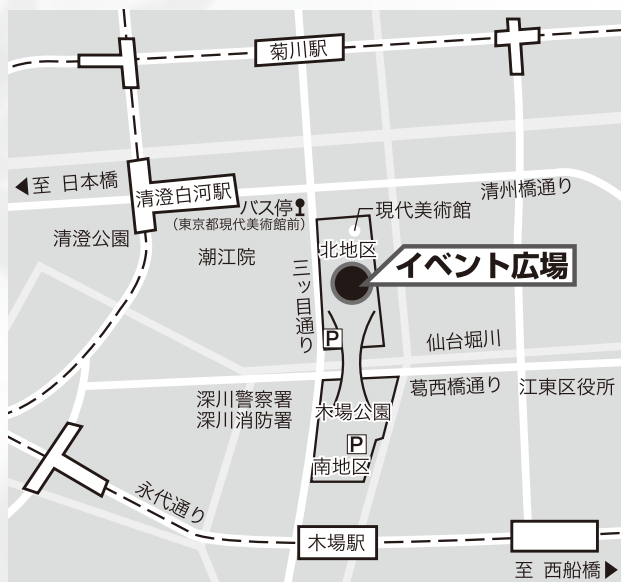 菊川駅
◀至 日本橋
清澄白河駅
バス停
(東京都現代美術館前)
清洲橋通り
現代美術館
清澄公園
潮江院
北地区
イベント広場
三ッ目通り
P
仙台堀川
深川警察署
深川消防署
葛西橋通り
江東区役所
木場公園
P
南地区
永代通り
木場駅
至 西船橋▶